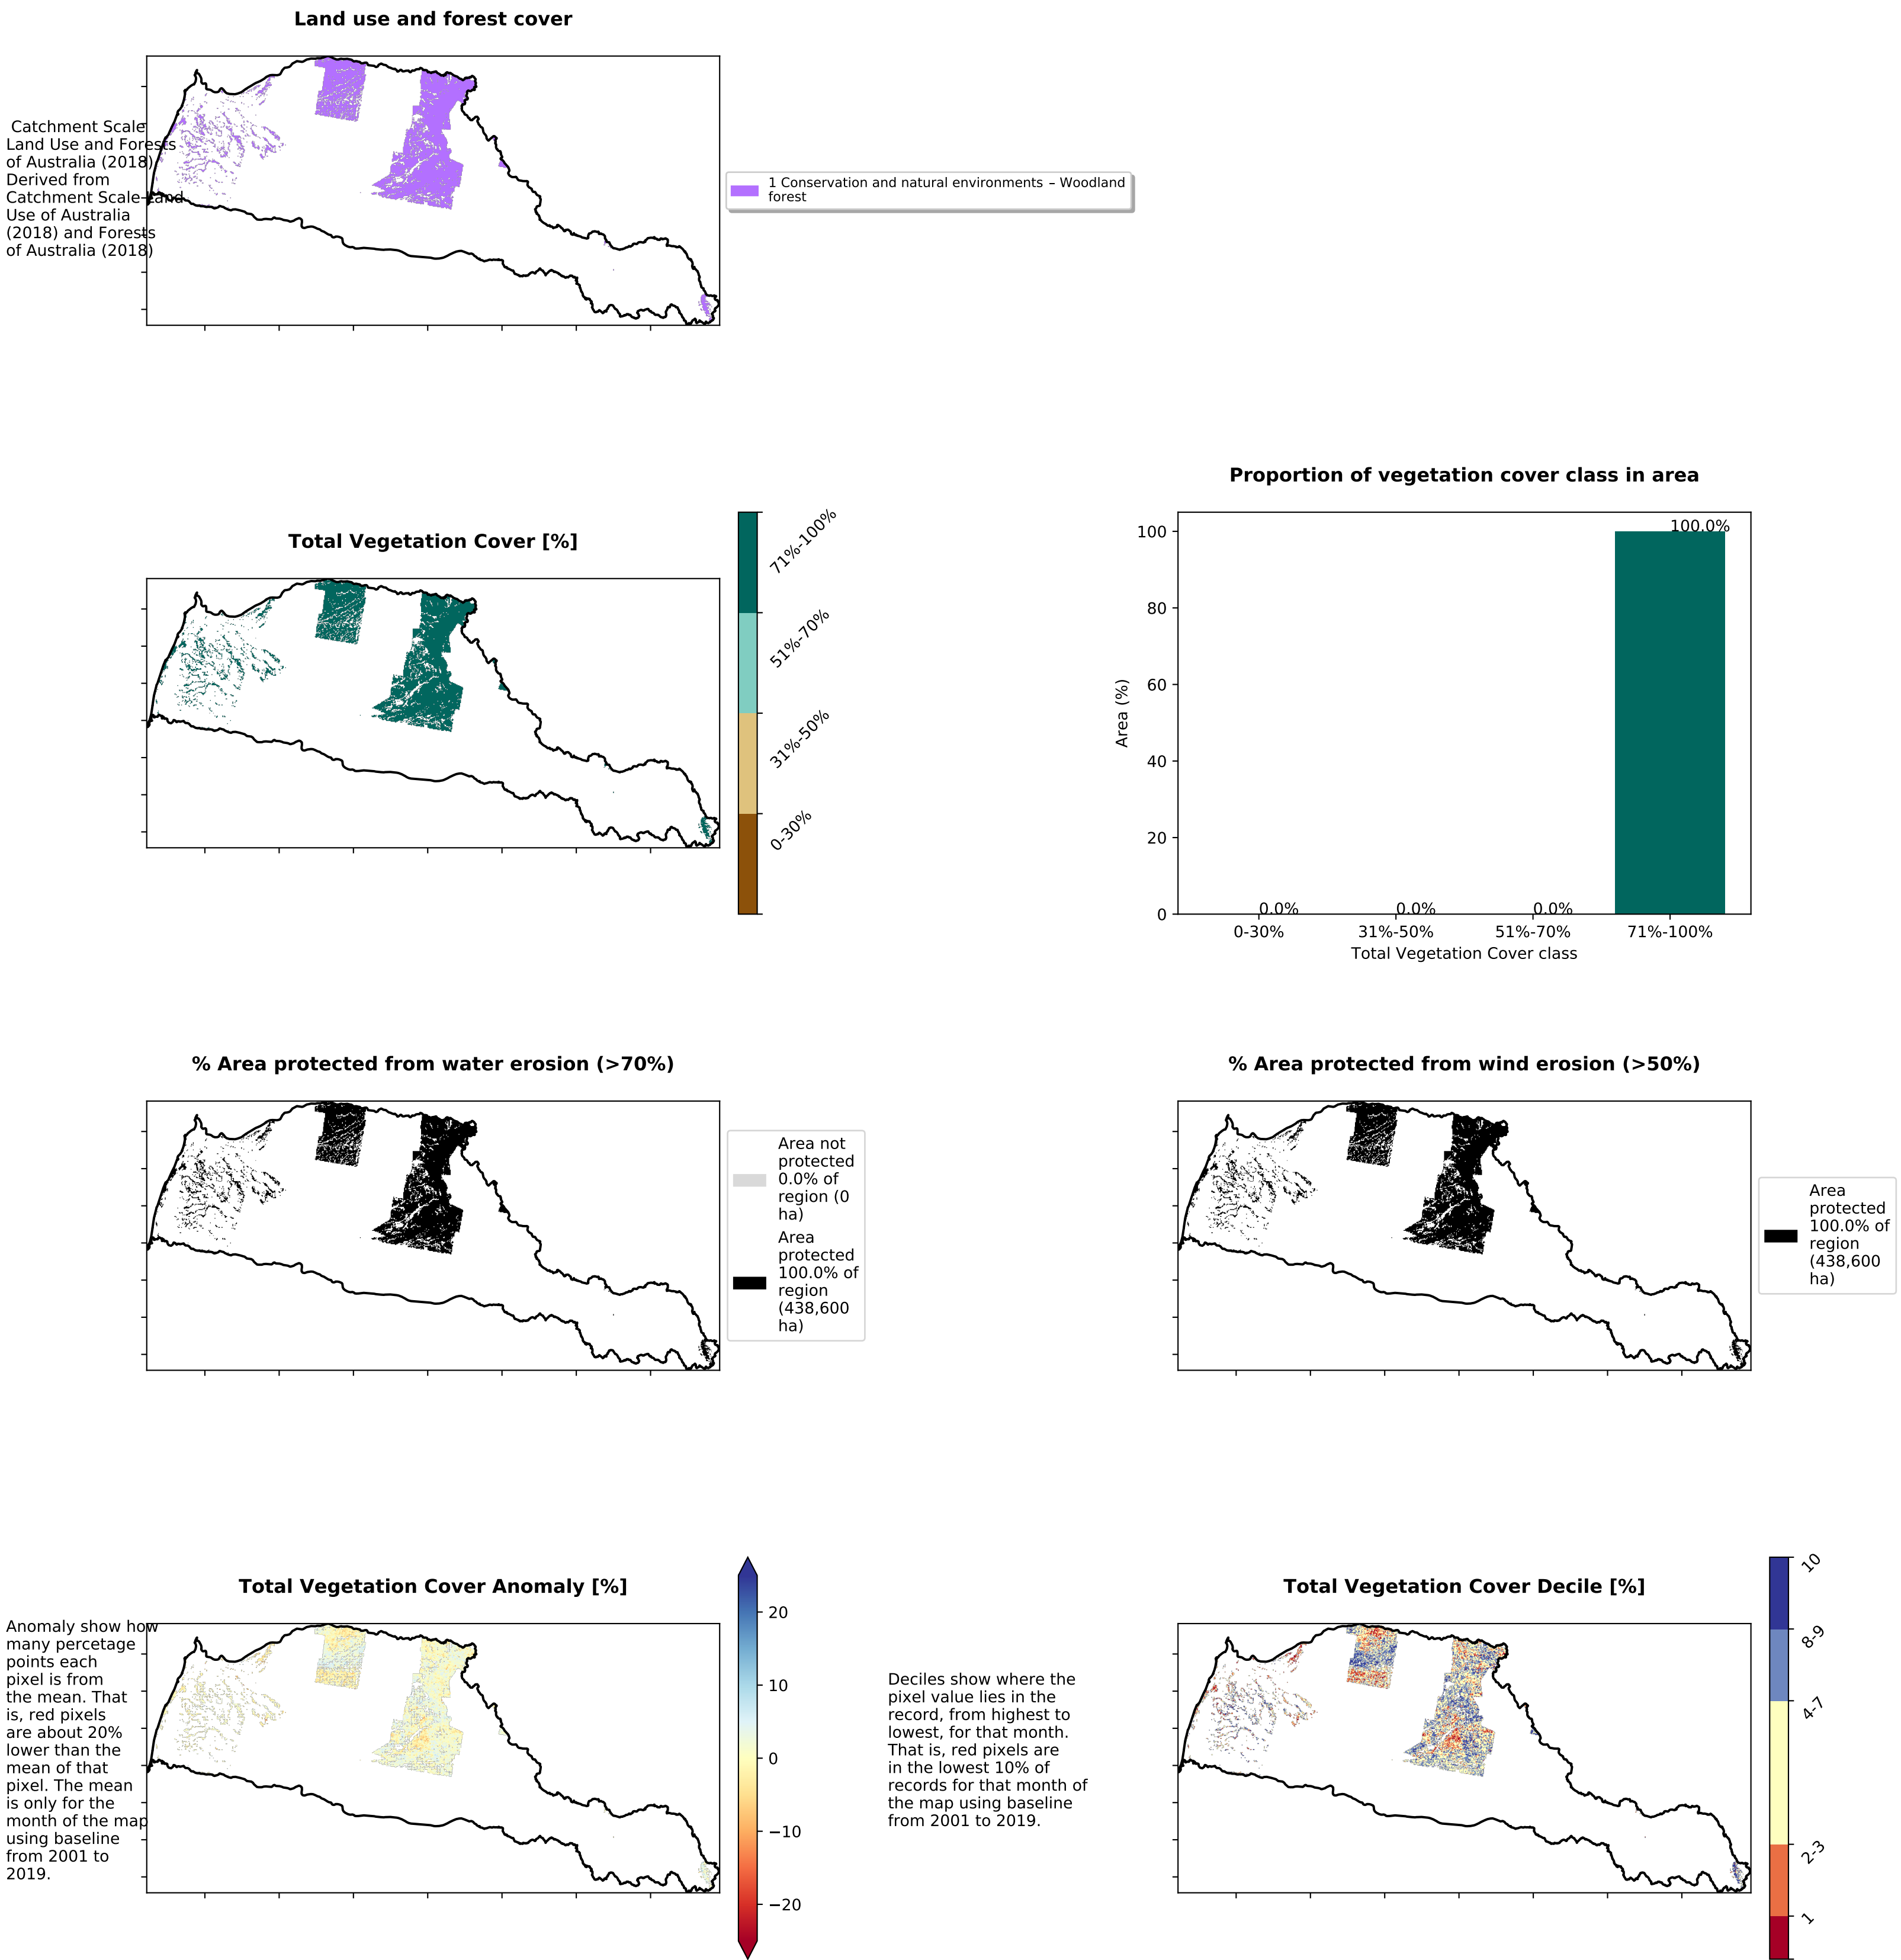 Land use and forest cover
Catchment Scale
Land Use and Forests
of Australia (2018)
Derived from
Catchment Scale Land
Use of Australia
(2018) and Forests
of Australia (2018)
1 Conservation and natural environments – Woodland
forest
Total Vegetation Cover [%]
71%-100%
51%-70%
31%-50%
0-30%
Proportion of vegetation cover class in area
100
80
60
40
20
0
Area (%)
0.0%
0.0%
0.0%
100.0%
0-30%
31%-50%
51%-70%
71%-100%
Total Vegetation Cover class
% Area protected from water erosion (>70%)
Area not
protected
0.0% of
region (0
ha)
Area
protected
100.0% of
region
(438,600
ha)
% Area protected from wind erosion (>50%)
Area
protected
100.0% of
region
(438,600
ha)
Total Vegetation Cover Anomaly [%]
Anomaly show how
many percetage
points each
pixel is from
the mean. That
is, red pixels
are about 20%
lower than the
mean of that
pixel. The mean
is only for the
month of the map
using baseline
from 2001 to
2019.
20
10
0
−10
−20
Total Vegetation Cover Decile [%]
Deciles show where the
pixel value lies in the
record, from highest to
lowest, for that month.
That is, red pixels are
in the lowest 10% of
records for that month of
the map using baseline
from 2001 to 2019.
10
8-9
4-7
2-3
1